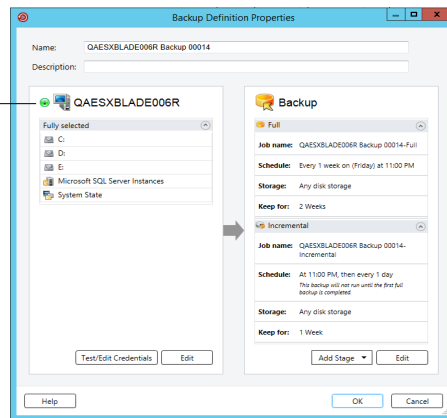 Backup Definition Properties
Name: QAESXBLADE006R Backup 00014
Description:
QAESXBLADE006R
Fully selected
C:
D:
E:
Microsoft SQL Server Instances
System State
Test/Edit Credentials
Edit
Backup
Full
Job name: QAESXBLADE006R Backup 00014-Full
Schedule: Every 1 week on (Friday) at 11:00 PM
Storage: Any disk storage
Keep for: 2 Weeks
Incremental
Job name: QAESXBLADE006R Backup 00014-
Incremental
Schedule: At 11:00 PM, then every 1 day
This backup will not run until the first full
backup is completed.
Storage: Any disk storage
Keep for: 1 Week
Add Stage
Edit
Help
OK
Cancel